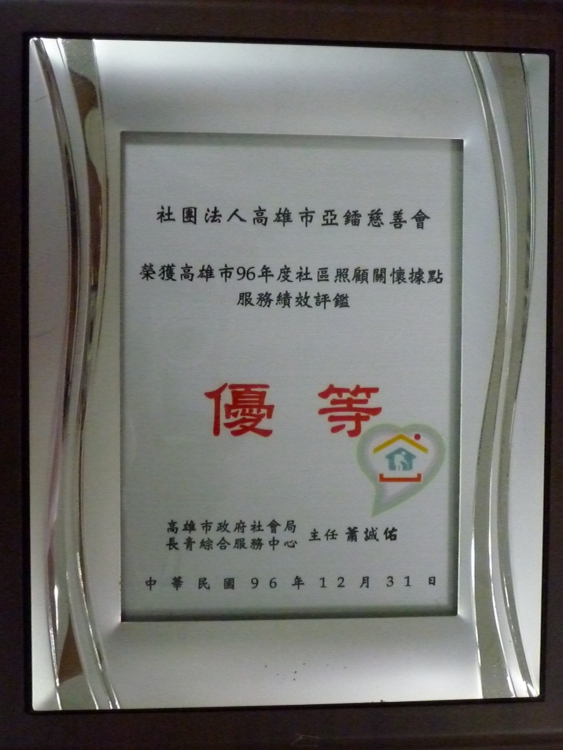 社團法人高雄市亞鐳慈善會
榮獲高雄市96年度社區照顧關懷據點
服務績效評鑑
優等
高雄市政府社會局
長青綜合服務中心 主任 蕭誠佑
中華民國96年12月31日